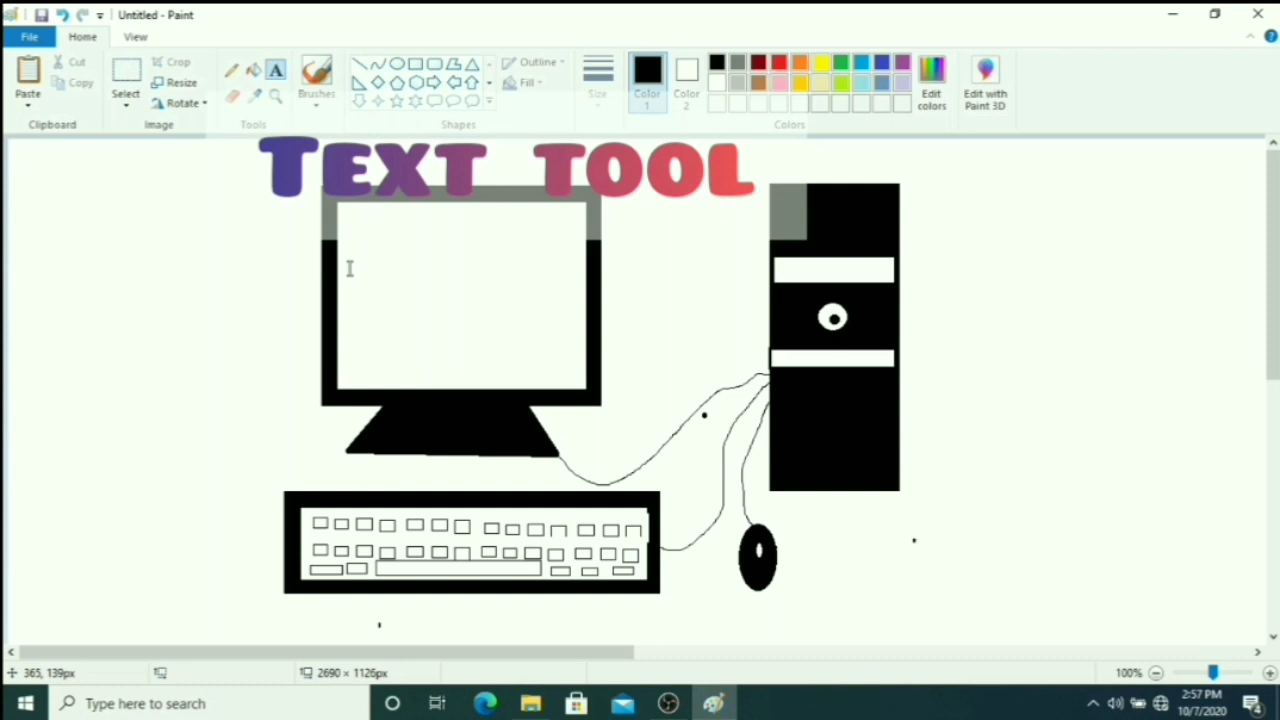 Untitled - Paint
File Home View
Paste
Cut
Copy
Clipboard
Select
Crop
Resize
Rotate
Image
A
Tools
Brushes
Shapes
Outline
Fill
Size
Color 1
Color 2
Colors
Edit colors
Edit with Paint 3D
Text tool
365, 139px
2690 × 1126px
100%
Type here to search
2:57 PM
10/7/2020
4